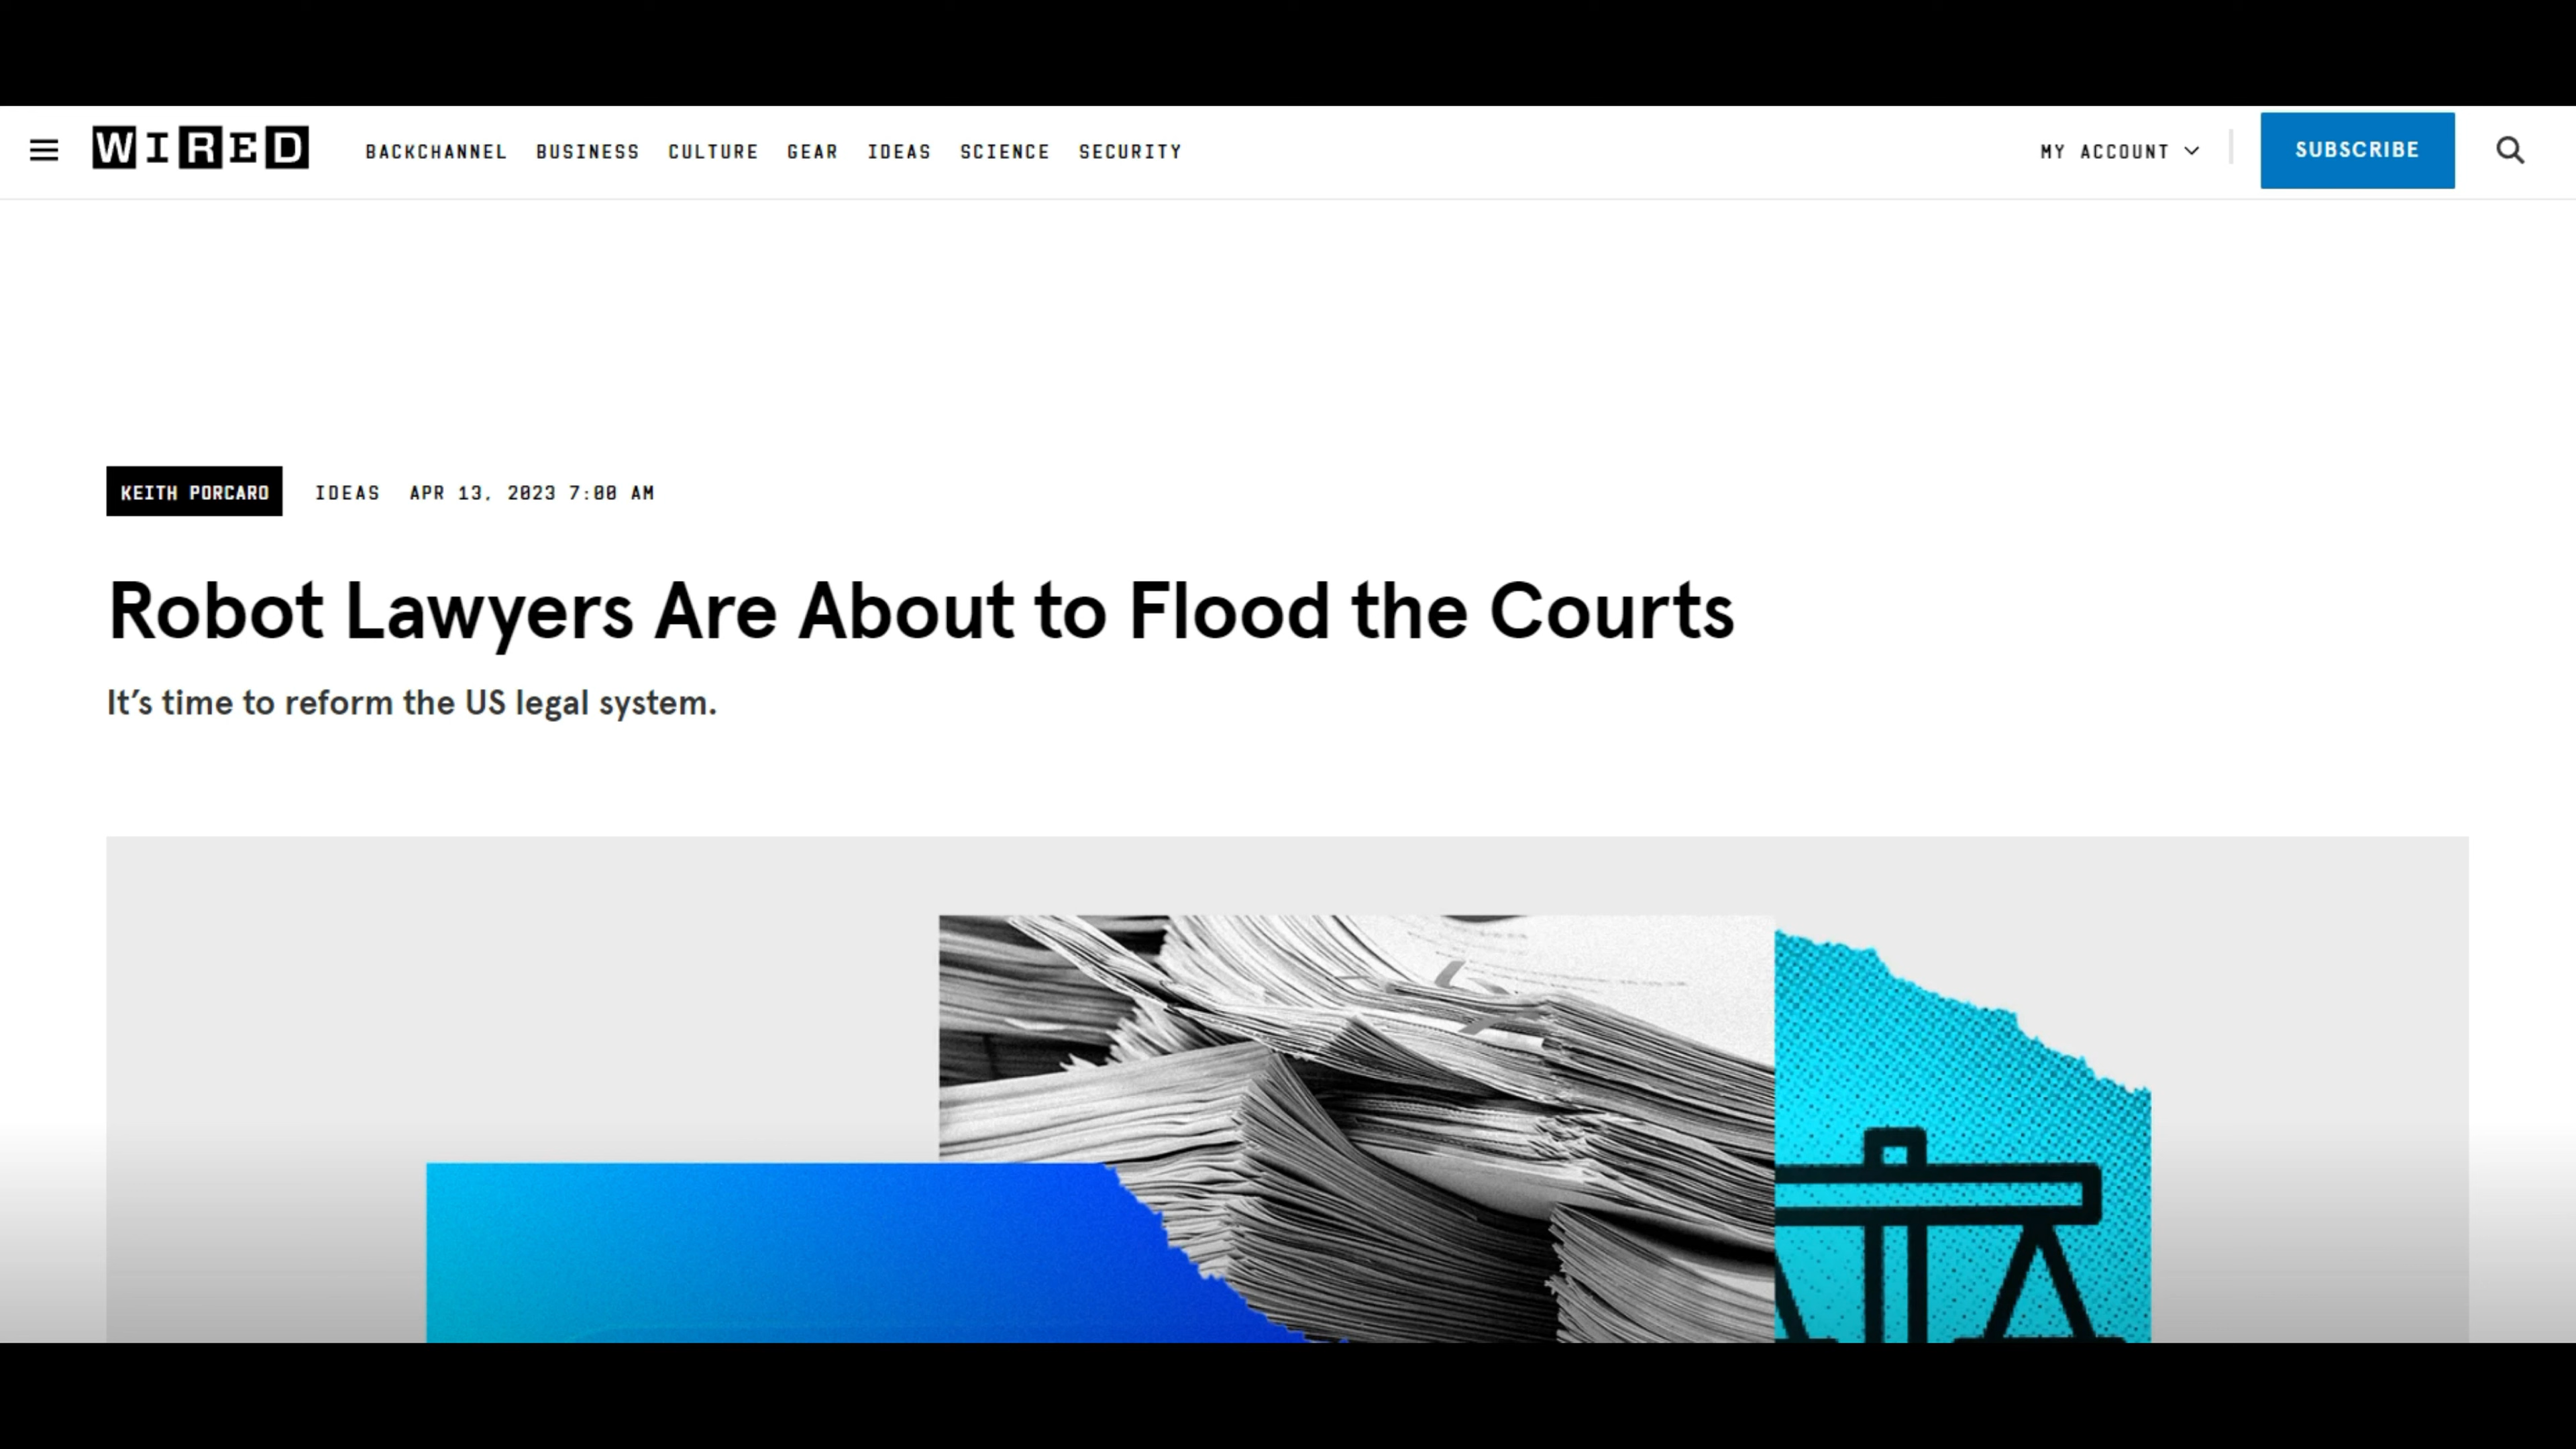 WIRED BACKCHANNEL BUSINESS CULTURE GEAR IDEAS SCIENCE SECURITY MY ACCOUNT SUBSCRIBE
KEITH PORCARO IDEAS APR 13, 2023 7:00 AM
Robot Lawyers Are About to Flood the Courts
It’s time to reform the US legal system.